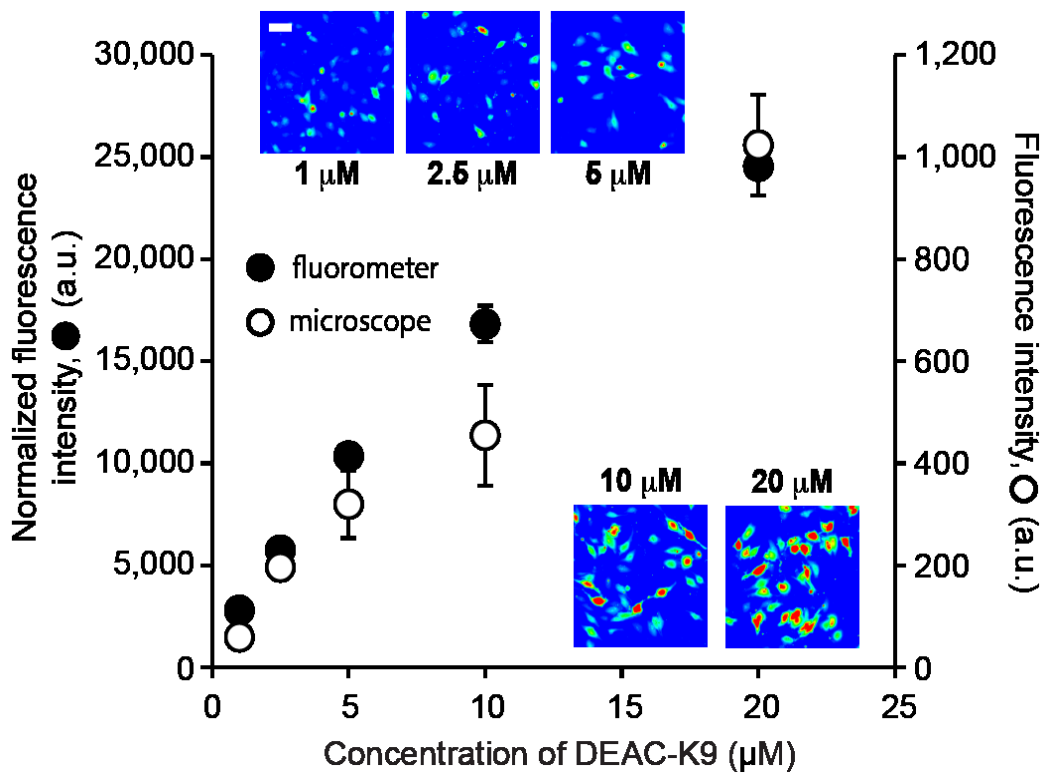 30,000
25,000
20,000
15,000
10,000
5,000
0
Normalized fluorescence
intensity, ● (a.u.)
1 µM 2.5 µM 5 µM
fluorometer
microscope
10 µM 20 µM
1,200
1,000
800
600
400
200
0
Fluorescence intensity, O (a.u.)
0 5 10 15 20 25
Concentration of DEAC-K9 (µM)